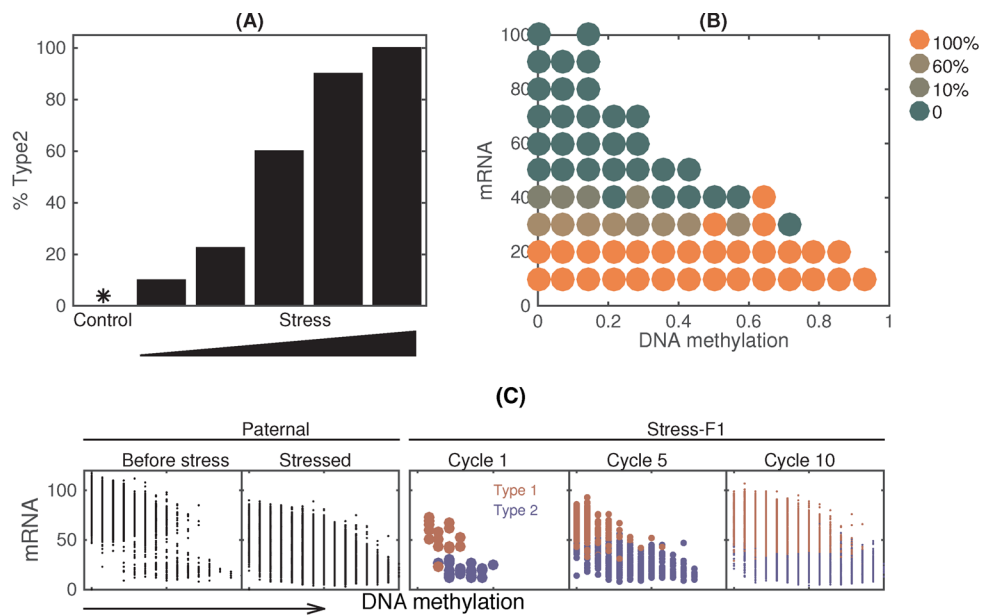 (A)
% Type2
100
80
60
40
20
0
*
Control
Stress
(B)
mRNA
100
80
60
40
20
0
0 0.2 0.4 0.6 0.8 1
DNA methylation
100%
60%
10%
0
(C)
Paternal Stress-F1
Before stress Stressed Cycle 1 Cycle 5 Cycle 10
mRNA
100
50
0
Type 1
Type 2
DNA methylation